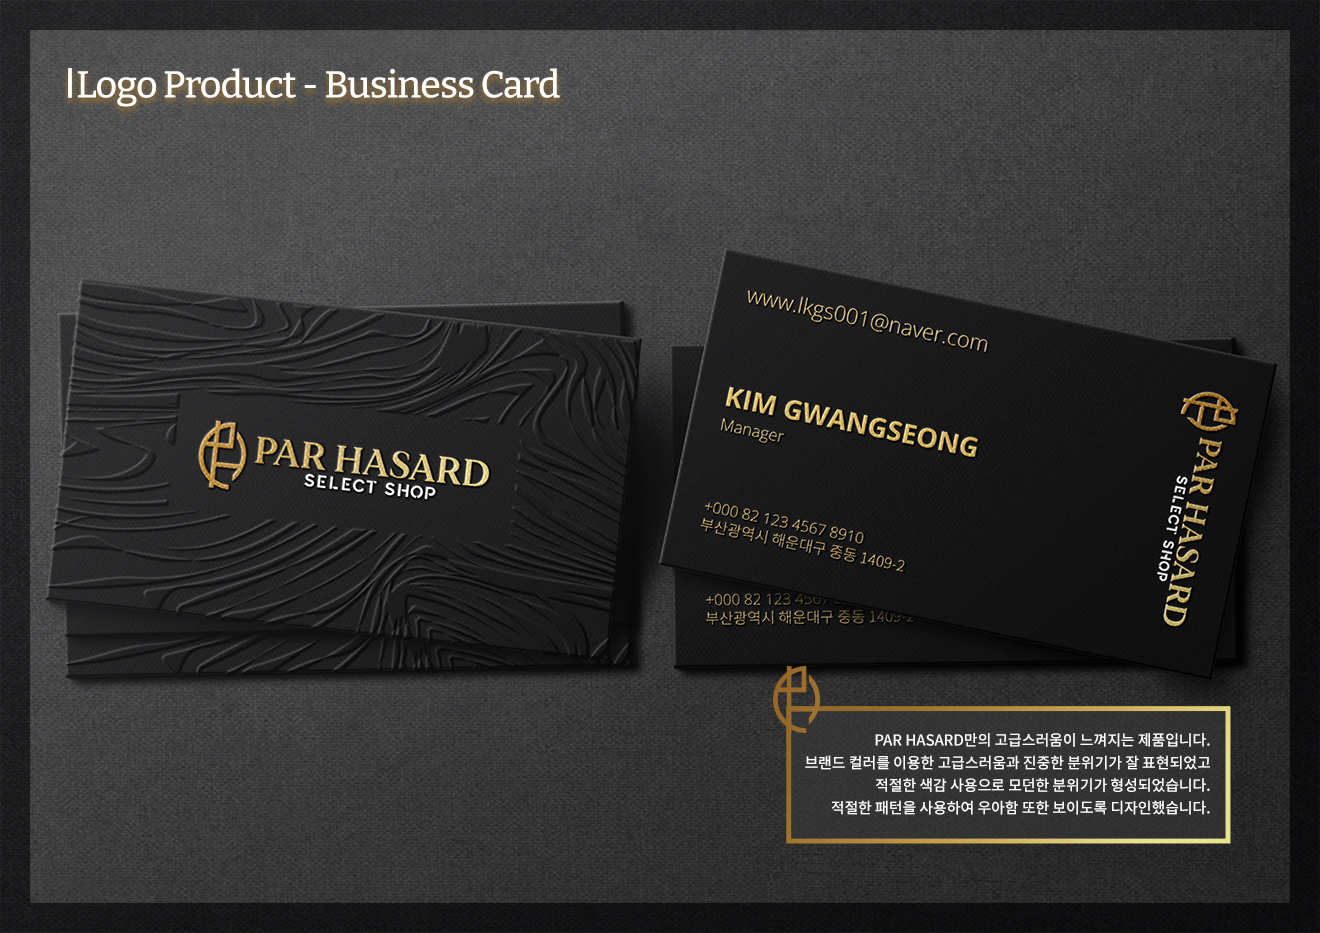 Logo Product - Business Card
PAR HASARD
SELECT SHOP
www.lkgs001@naver.com
KIM GWANGSEONG
Manager
+000 82 123 4567 8910
부산광역시 해운대구 중동 1409-2
PAR HASARD
SELECT SHOP
+000 82 123 4567
부산광역시 해운대구 중동 1409-2
PAR HASARD만의 고급스러움이 느껴지는 제품입니다.
브랜드 컬러를 이용한 고급스러움과 진중한 분위기가 잘 표현되었고
적절한 색감 사용으로 모던한 분위기가 형성되었습니다.
적절한 패턴을 사용하여 우아함 또한 보이도록 디자인했습니다.